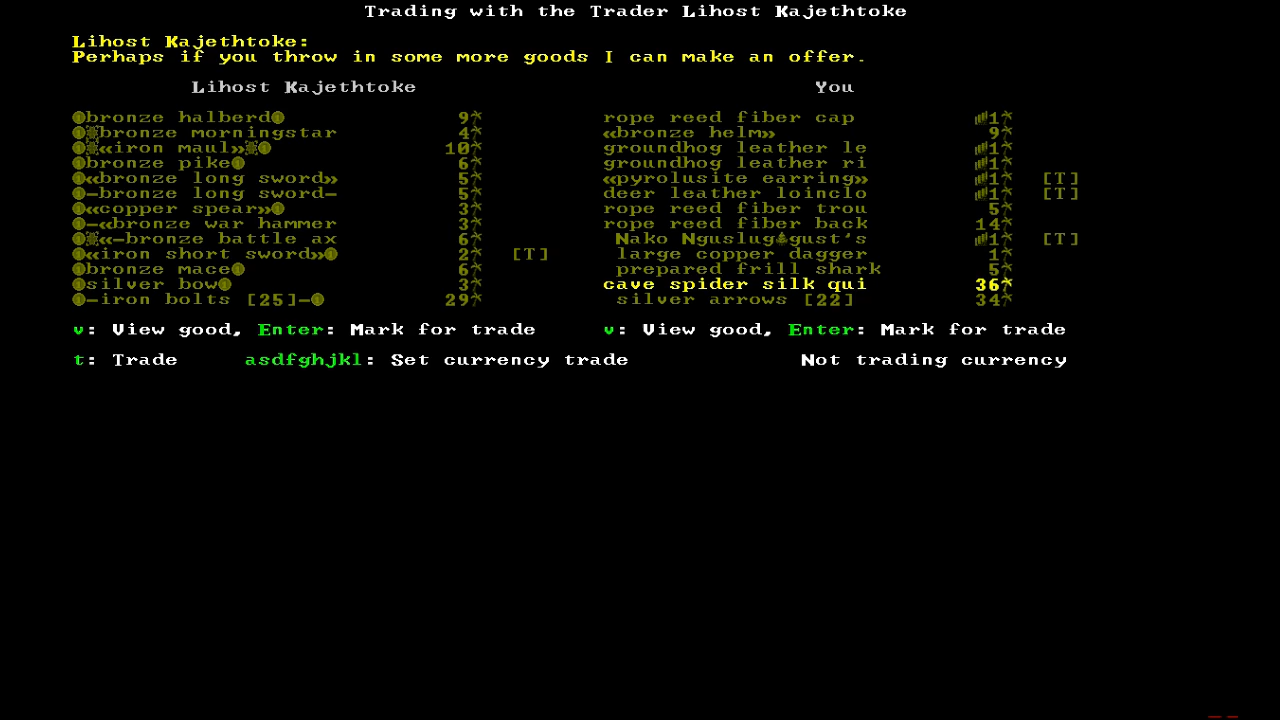 Trading with the Trader Lihost Kajethtoke
Lihost Kajethtoke:
Perhaps if you throw in some more goods I can make an offer.
Lihost Kajethtoke You
bronze halberd 9 rope reed fiber cap 1
bronze morningstar 4 «bronze helm» 9
«iron maul» 10 groundhog leather le 1
bronze pike 6 groundhog leather ri 1
«bronze long sword» 5 «pyrolusite earring» 1 [T]
-bronze long sword- 5 deer leather loinclo 1 [T]
«copper spear» 3 rope reed fiber trou 5
-«bronze war hammer 3 rope reed fiber back 14
«-bronze battle ax 6 Nako Nguslug♣gust's 1 [T]
«iron short sword» 2 [T] large copper dagger 1
bronze mace 6 prepared frill shark 5
silver bow 3 cave spider silk qui 36
-iron bolts [25]- 29 silver arrows [22] 34
v: View good, Enter: Mark for trade v: View good, Enter: Mark for trade
t: Trade asdfghjkl: Set currency trade Not trading currency